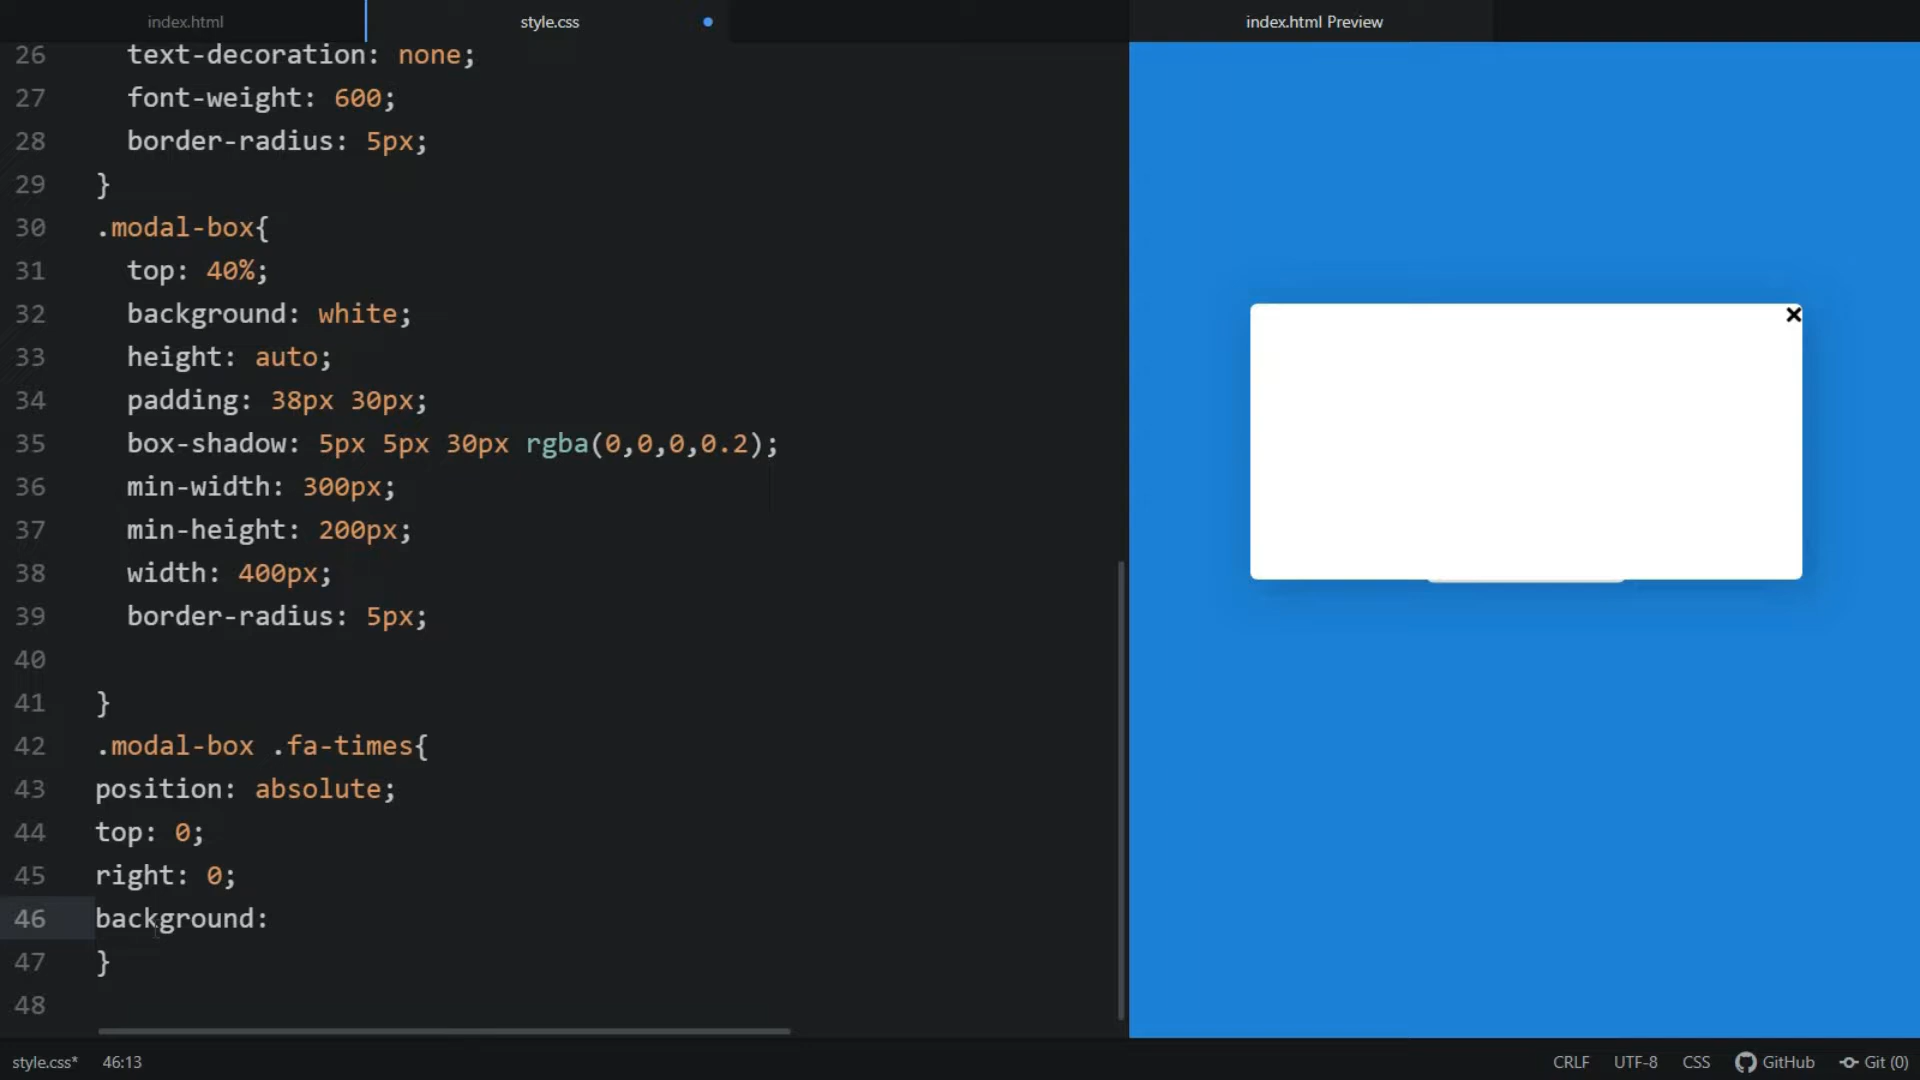 index.html
style.css
index.html Preview
26 text-decoration: none;
27 font-weight: 600;
28 border-radius: 5px;
29 }
30 .modal-box{
31 top: 40%;
32 background: white;
33 height: auto;
34 padding: 38px 30px;
35 box-shadow: 5px 5px 30px rgba(0,0,0,0.2);
36 min-width: 300px;
37 min-height: 200px;
38 width: 400px;
39 border-radius: 5px;
40
41 }
42 .modal-box .fa-times{
43 position: absolute;
44 top: 0;
45 right: 0;
46 background:
47 }
48
style.css* 46:13
CRLF UTF-8 CSS GitHub Git (0)